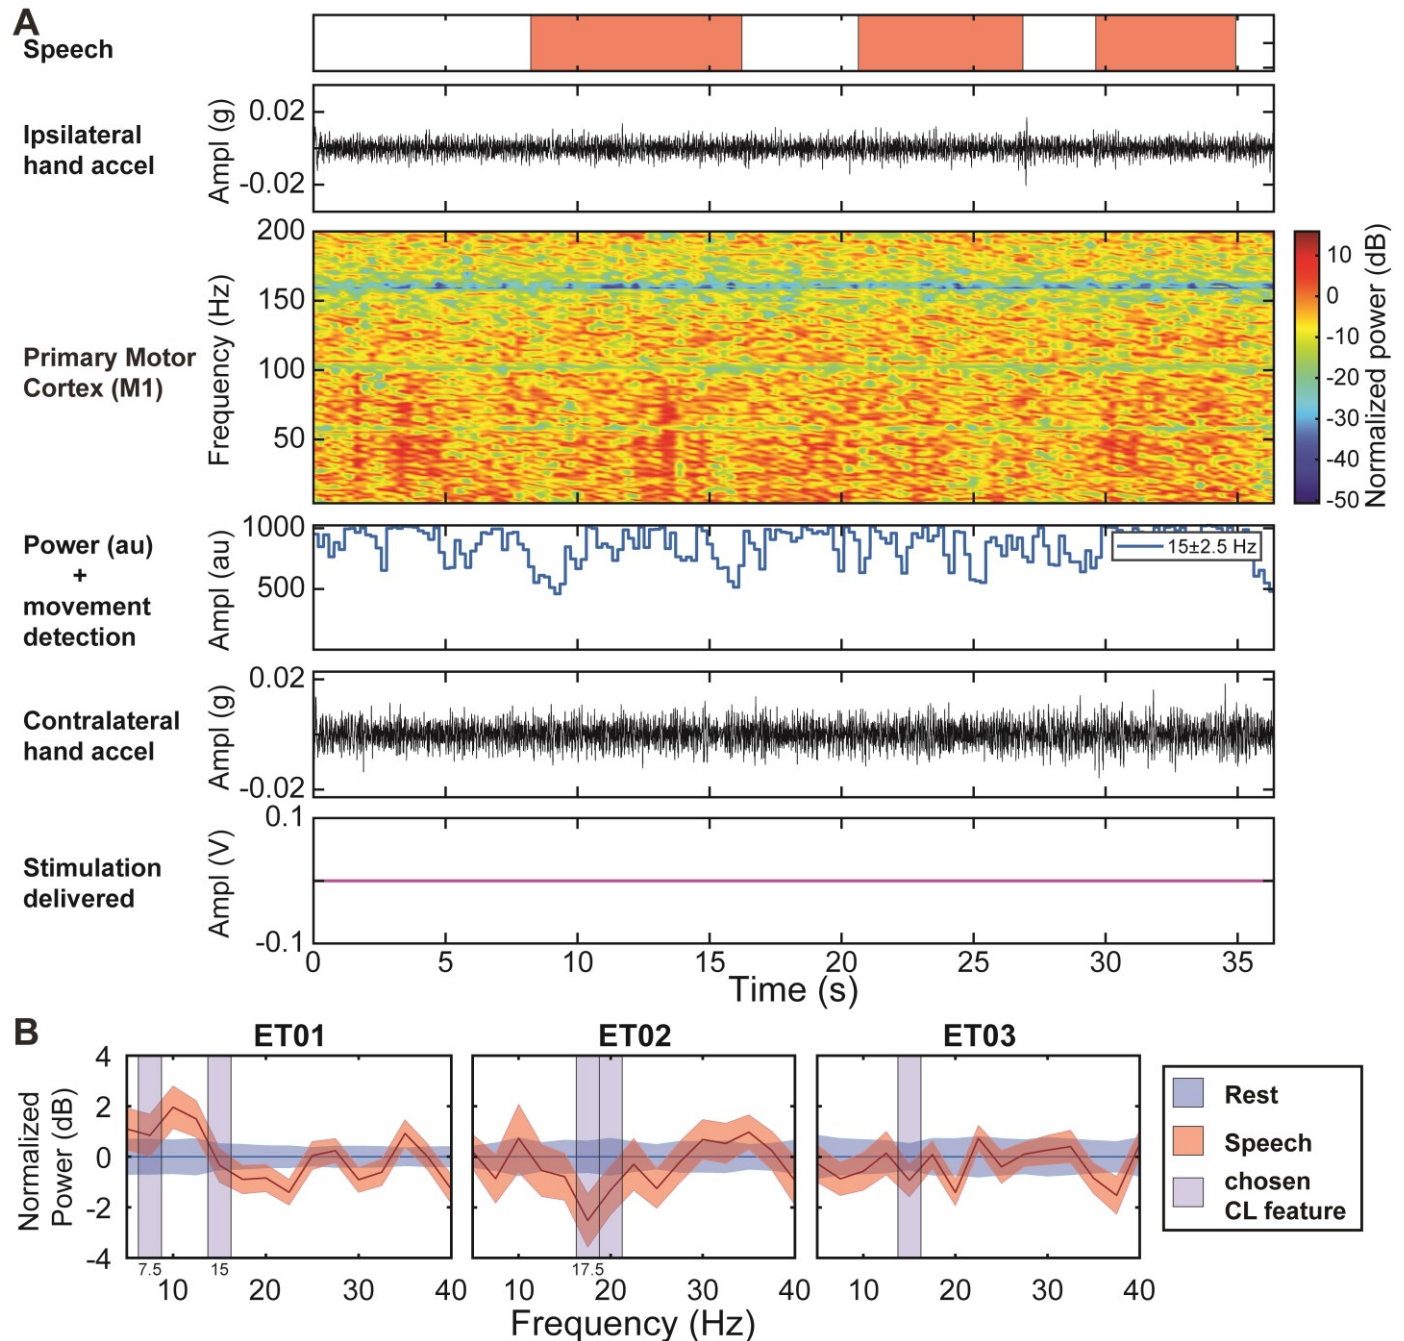 A
Speech
Ipsilateral
hand accel
Ampl (g)
0.02
-0.02
Primary Motor
Cortex (M1)
Frequency (Hz)
200
150
100
50
10
0
-10
-20
-30
-40
-50
Normalized power (dB)
Power (au)
+
movement
detection
Ampl (au)
1000
500
15±2.5 Hz
Contralateral
hand accel
Ampl (g)
0.02
-0.02
Stimulation
delivered
Ampl (V)
0.1
-0.1
0 5 10 15 20 25 30 35
Time (s)
B
ET01 ET02 ET03
Normalized
Power (dB)
4
2
0
-2
-4
7.5 15 17.5
10 20 30 40 10 20 30 40 10 20 30 40
Frequency (Hz)
Rest
Speech
chosen
CL feature